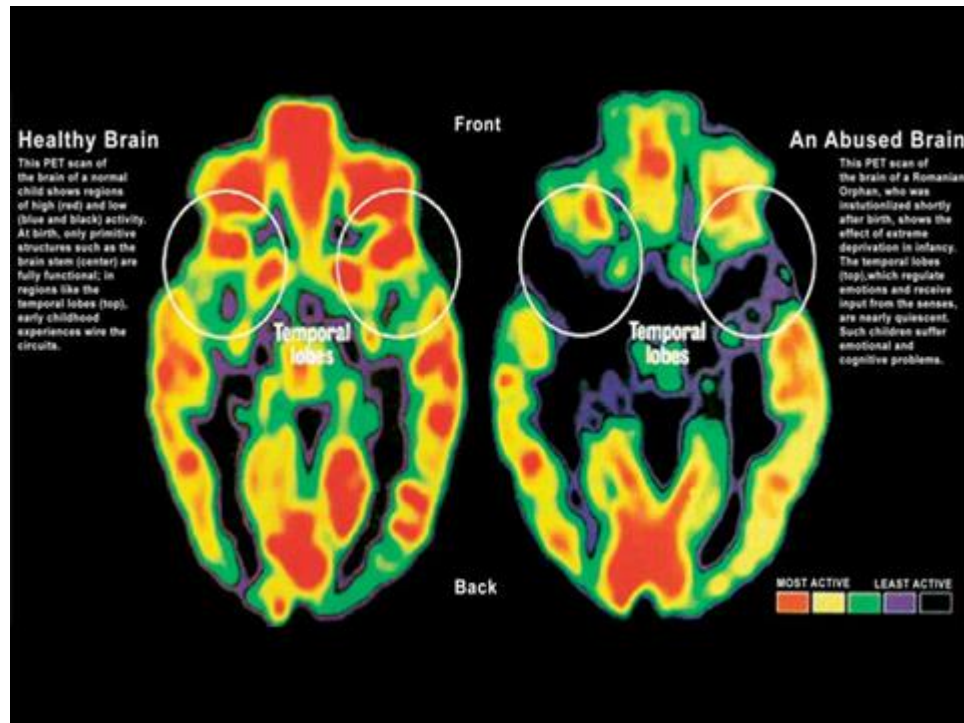 Healthy Brain
This PET scan of
the brain of a normal
child shows regions
of high (red) and low
(blue and black) activity.
At birth, only primitive
structures such as the
brain stem (center) are
fully functional; in
regions like the
temporal lobes (top),
early childhood
experiences wire the
circuits.
Front
Temporal
lobes
Back
An Abused Brain
This PET scan of
the brain of a Romanian
Orphan, who was
instutionlized shortly
after birth, shows the
effect of extreme
deprivation in infancy.
The temporal lobes
(top),which regulate
emotions and receive
input from the senses,
are nearly quiescent.
Such children suffer
emotional and
cognitive problems.
Temporal
lobes
MOST ACTIVE LEAST ACTIVE